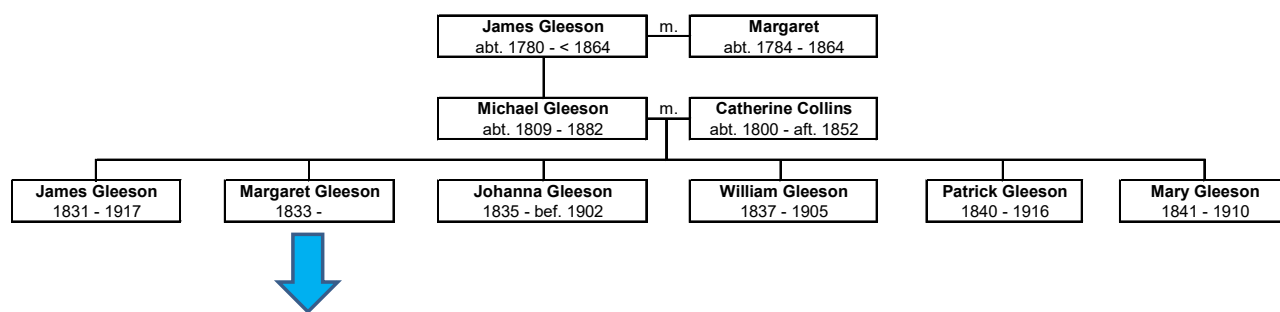 James Gleeson m. Margaret
abt. 1780 - < 1864 abt. 1784 - 1864
Michael Gleeson m. Catherine Collins
abt. 1809 - 1882 abt. 1800 - aft. 1852
James Gleeson Margaret Gleeson Johanna Gleeson William Gleeson Patrick Gleeson Mary Gleeson
1831 - 1917 1833 - 1835 - bef. 1902 1837 - 1905 1840 - 1916 1841 - 1910